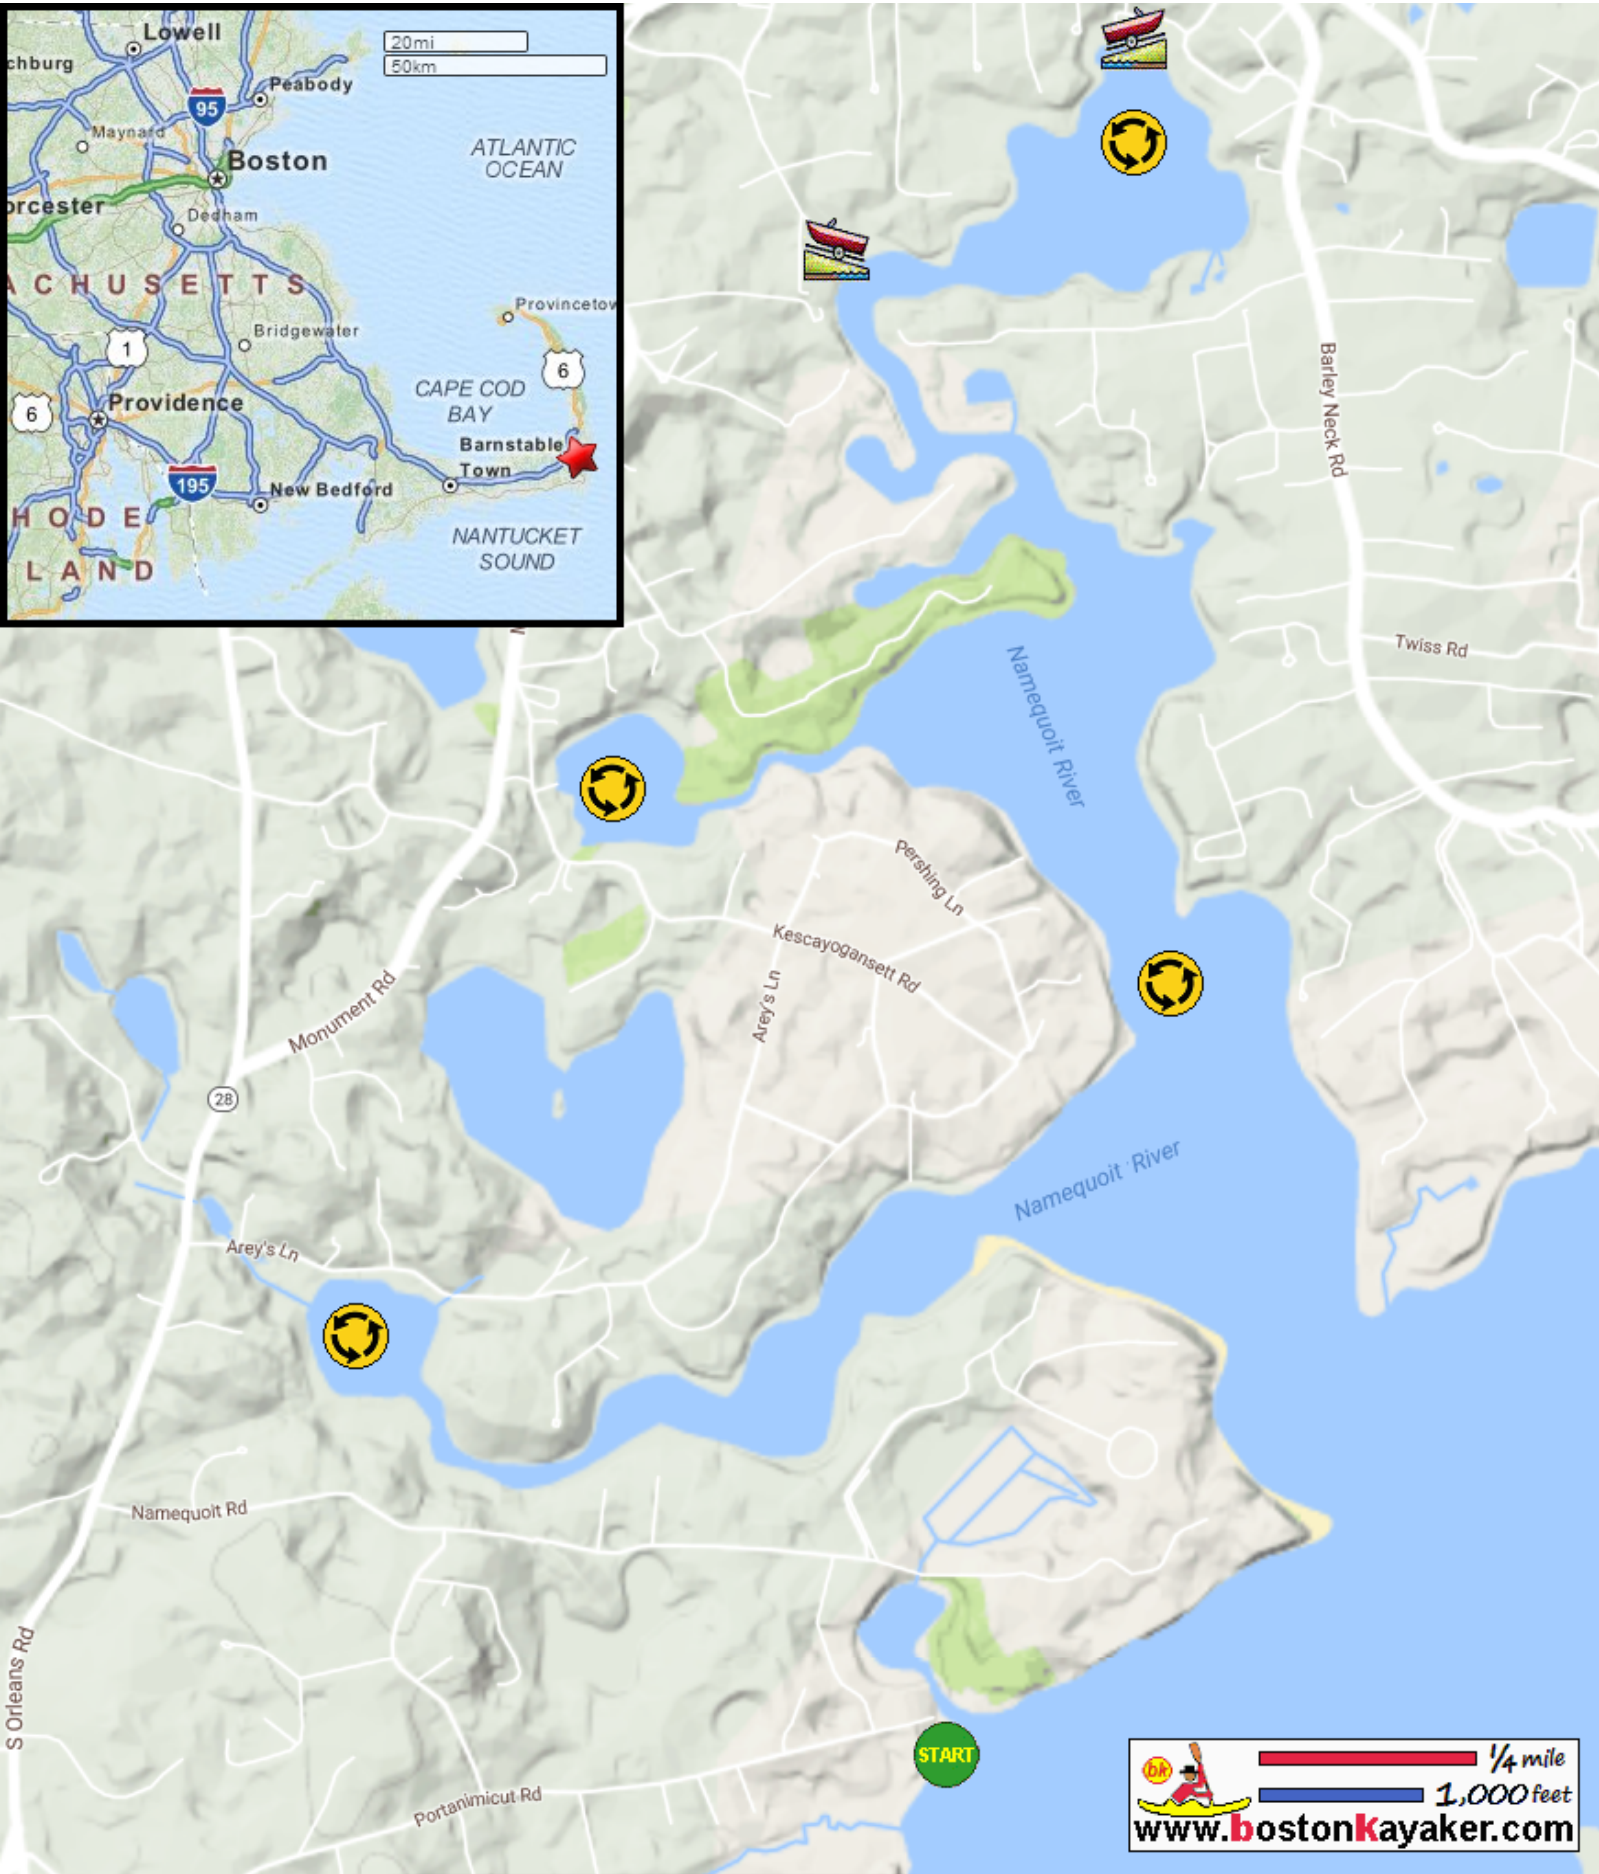 Lowell
chburg
20mi
50km
Peabody
95
Maynard
Boston
ATLANTIC
OCEAN
orcester
Dedham
ACHUSETTS
Provincetow
Bridgewater
1
6
6
CAPE COD
BAY
Providence
Barnstable
Town
195
New Bedford
HODE
LAND
NANTUCKET
SOUND
Barley Neck Rd
Twiss Rd
Namequoit River
Pershing Ln
Kescayogansett Rd
Arey's Ln
Monument Rd
28
Namequoit River
Arey's Ln
Namequoit Rd
S Orleans Rd
START
Portanimicut Rd
bk
1/4 mile
1,000 feet
www.bostonkayaker.com